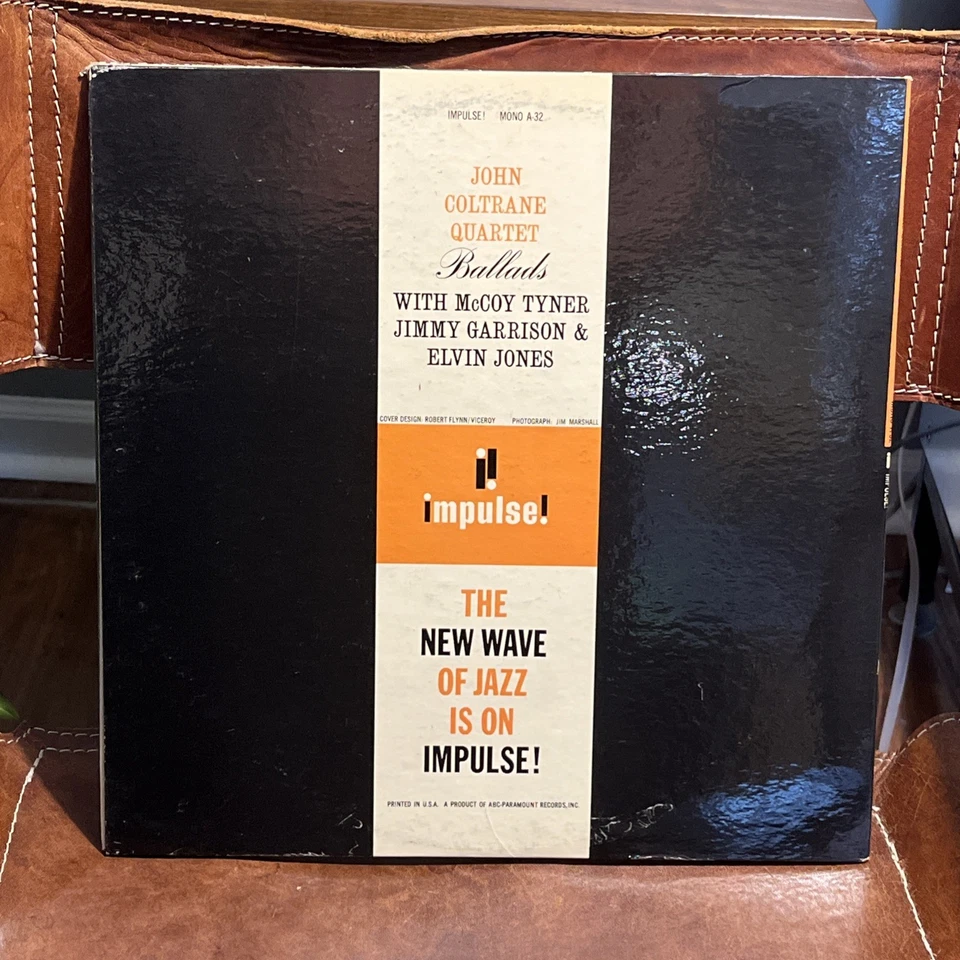 IMPULSE! MONO A-32
JOHN
COLTRANE
QUARTET
Ballads
WITH McCOY TYNER
JIMMY GARRISON &
ELVIN JONES
COVER DESIGN: ROBERT FLYNN/VICEROY PHOTOGRAPH: JIM MARSHALL
impulse!
THE
NEW WAVE
OF JAZZ
IS ON
IMPULSE!
PRINTED IN U.S.A. A PRODUCT OF ABC-PARAMOUNT RECORDS, INC.